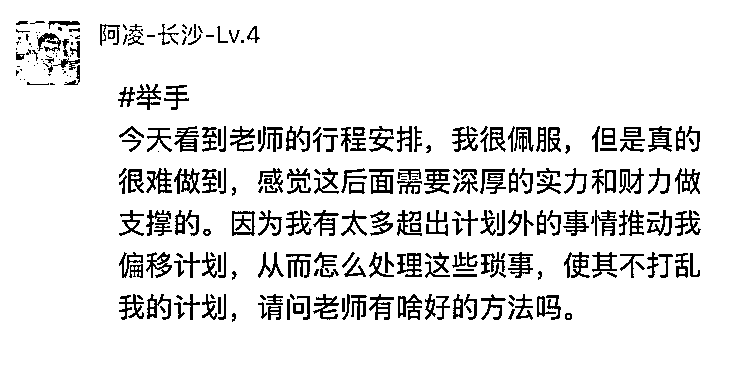 阿凌-长沙-Lv.4
#举手
今天看到老师的行程安排，我很佩服，但是真的
很难做到，感觉这后面需要深厚的实力和财力做
支撑的。因为我有太多超出计划外的事情推动我
偏移计划，从而怎么处理这些琐事，使其不打乱
我的计划，请问老师有啥好的方法吗。